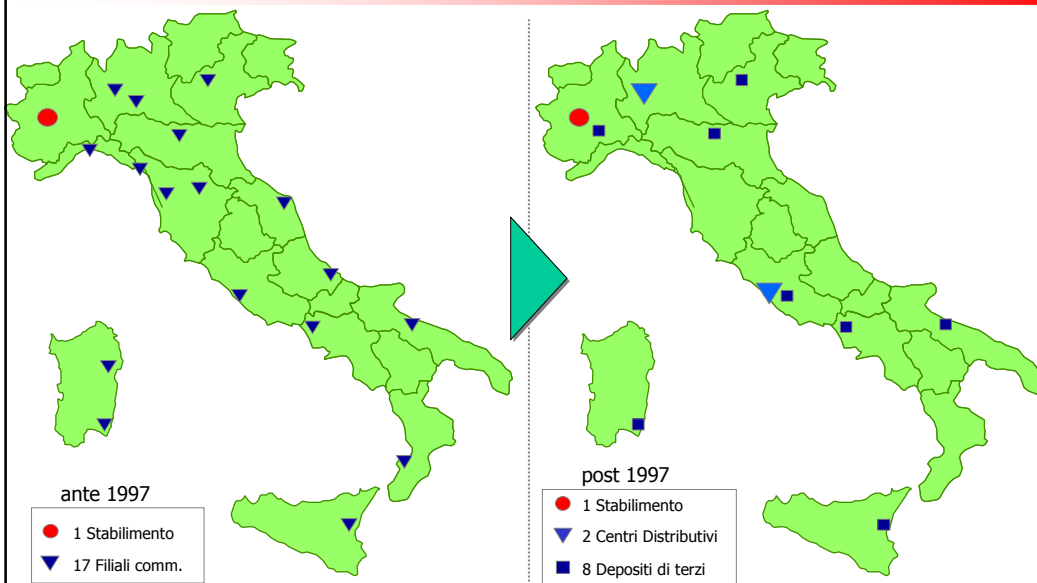 ante 1997
1 Stabilimento
17 Filiali comm.
post 1997
1 Stabilimento
2 Centri Distributivi
8 Depositi di terzi